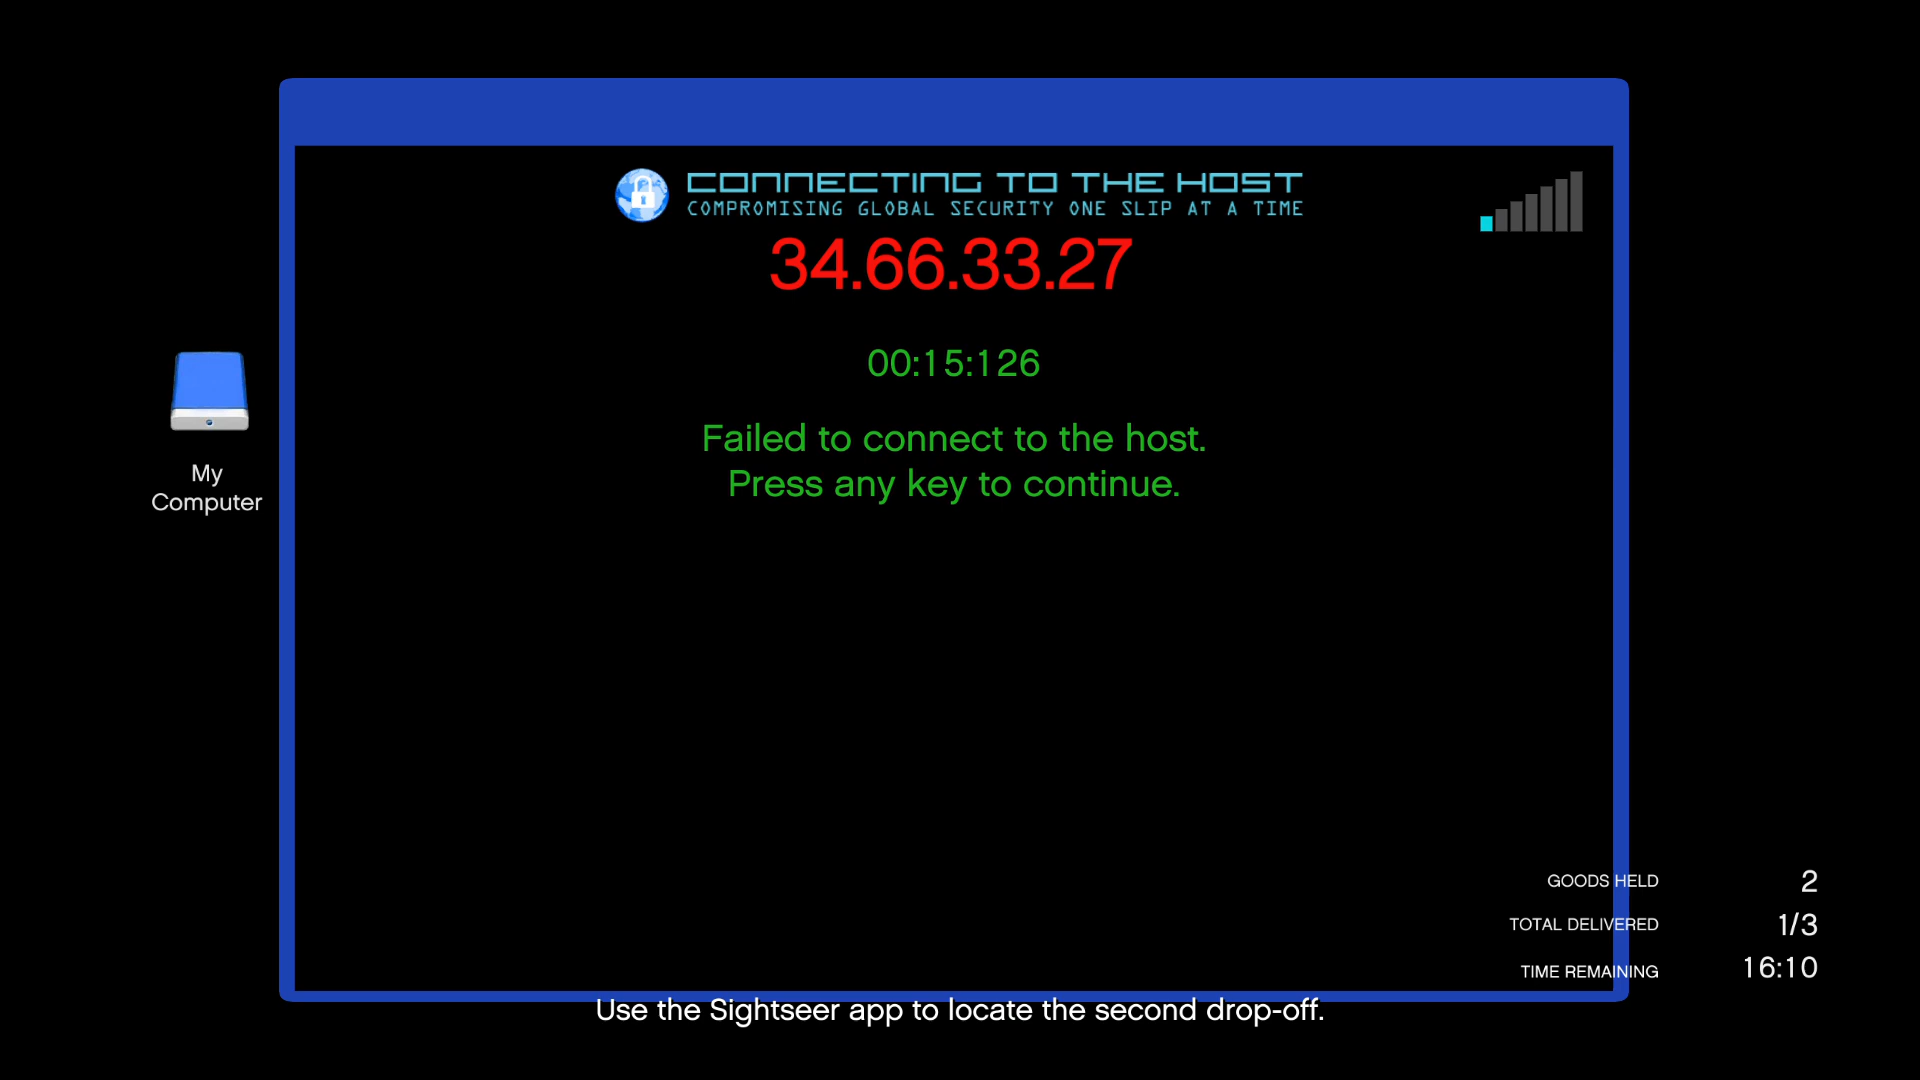 CONNECTING TO THE HOST
COMPROMISING GLOBAL SECURITY ONE SLIP AT A TIME
34.66.33.27
00:15:126
Failed to connect to the host.
Press any key to continue.
My
Computer
GOODS HELD 2
TOTAL DELIVERED 1/3
TIME REMAINING 16:10
Use the Sightseer app to locate the second drop-off.